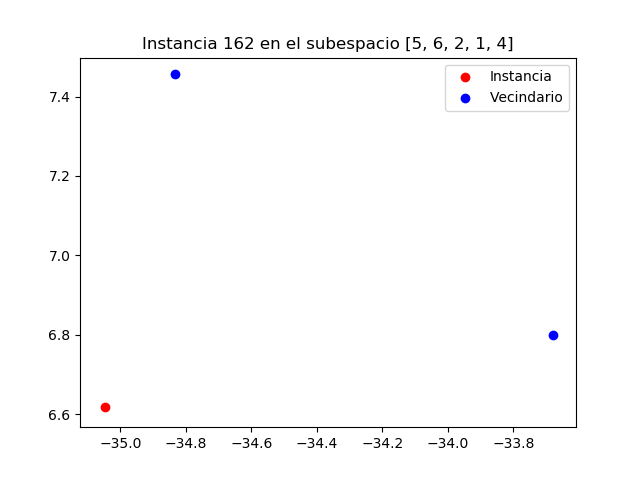 Instancia 162 en el subespacio [5, 6, 2, 1, 4]
Instancia
Vecindario
7.4
7.2
7.0
6.8
6.6
−35.0 −34.8 −34.6 −34.4 −34.2 −34.0 −33.8